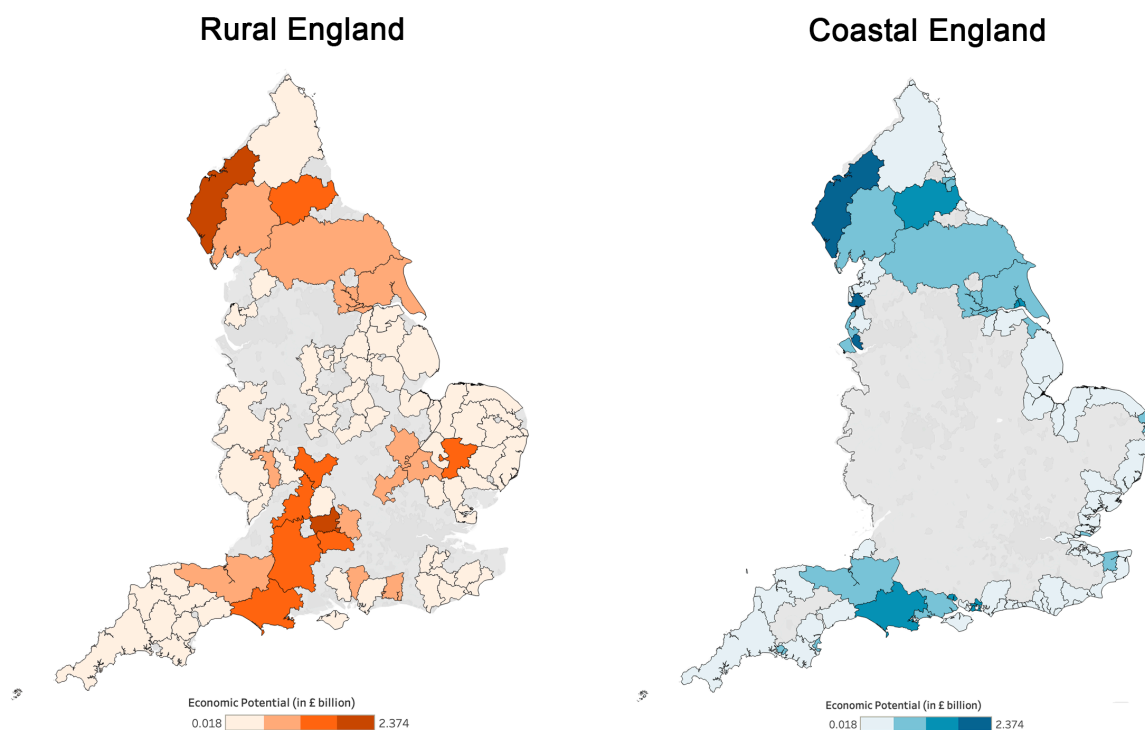 Rural England
Coastal England
Economic Potential (in £ billion)
0.018
2.374
Economic Potential (in £ billion)
0.018
2.374